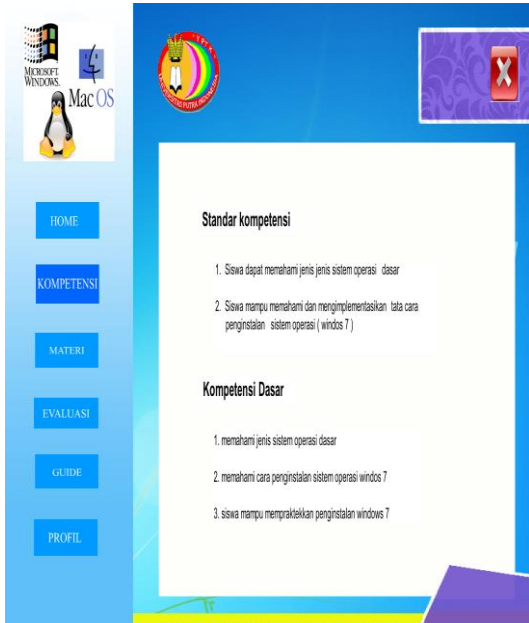 MICROSOFT
WINDOWS.
Mac OS
HOME
KOMPETENSI
MATERI
EVALUASI
GUIDE
PROFIL
Standar kompetensi
1. Siswa dapat memahami jenis jenis sistem operasi dasar
2. Siswa mampu memahami dan mengimplementasikan tata cara
penginstalan sistem operasi ( windos 7 )
Kompetensi Dasar
1. memahami jenis sistem operasi dasar
2. memahami cara penginstalan sistem operasi windos 7
3. siswa mampu mempraktekkan penginstalan windows 7